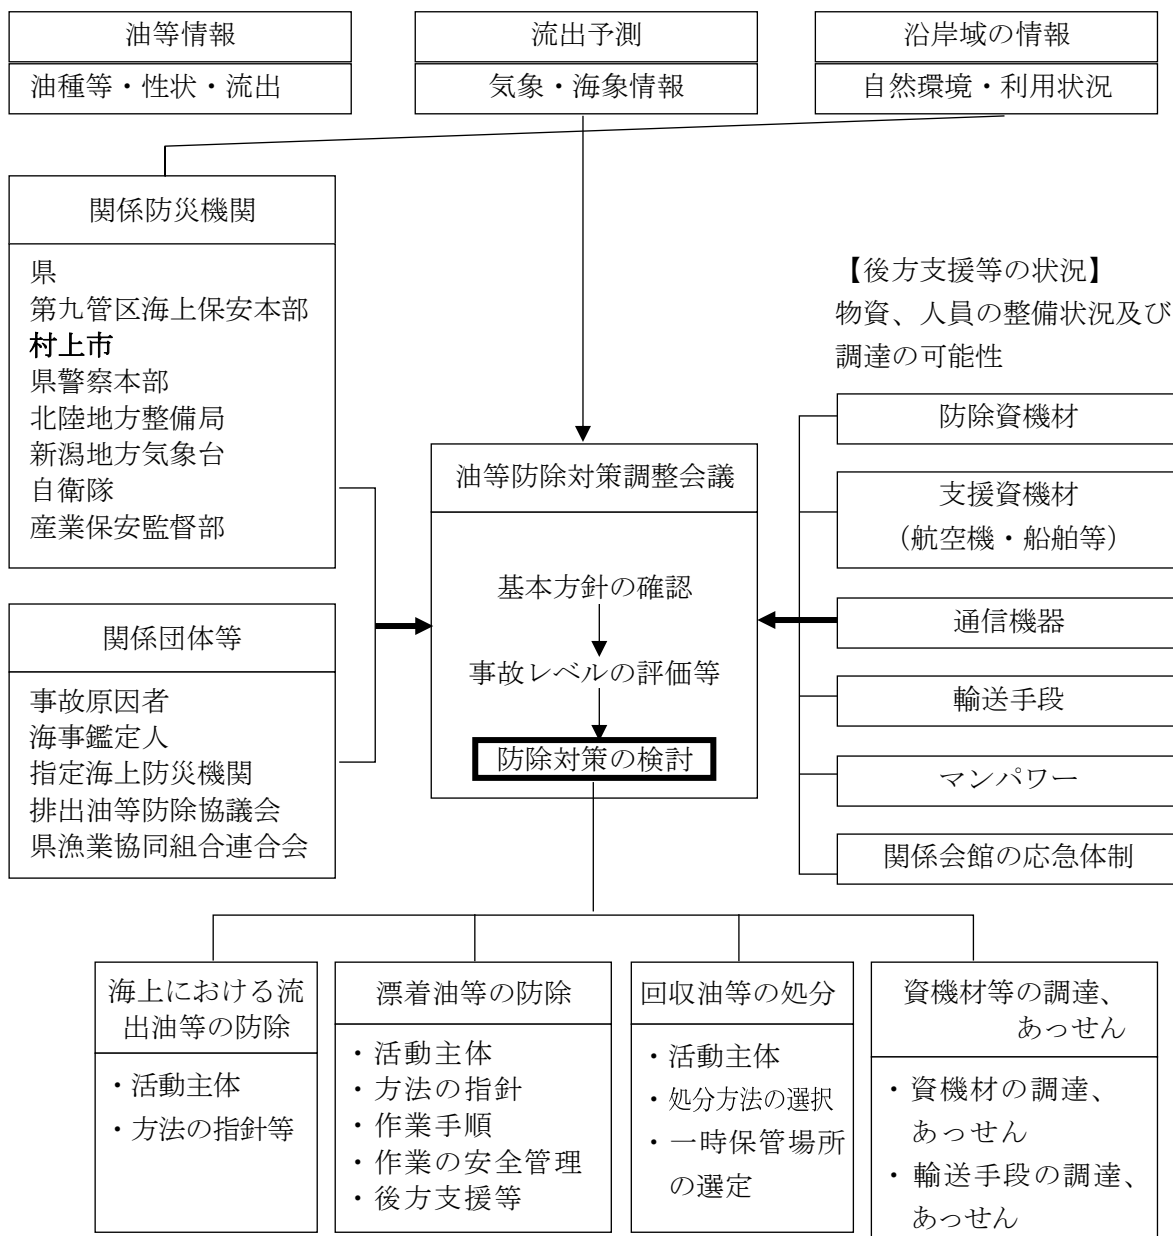 油等情報
油種等・性状・流出
流出予測
気象・海象情報
沿岸域の情報
自然環境・利用状況
関係防災機関
県
第九管区海上保安本部
村上市
県警察本部
北陸地方整備局
新潟地方気象台
自衛隊
産業保安監督部
関係団体等
事故原因者
海事鑑定人
指定海上防災機関
排出油等防除協議会
県漁業協同組合連合会
油等防除対策調整会議
基本方針の確認
事故レベルの評価等
防除対策の検討
【後方支援等の状況】
物資、人員の整備状況及び
調達の可能性
防除資機材
支援資機材
（航空機・船舶等）
通信機器
輸送手段
マンパワー
関係会館の応急体制
海上における流
出油等の防除
・活動主体
・方法の指針等
漂着油等の防除
・活動主体
・方法の指針
・作業手順
・作業の安全管理
・後方支援等
回収油等の処分
・活動主体
・処分方法の選択
・一時保管場所
の選定
資機材等の調達、
あっせん
・資機材の調達、
あっせん
・輸送手段の調達、
あっせん